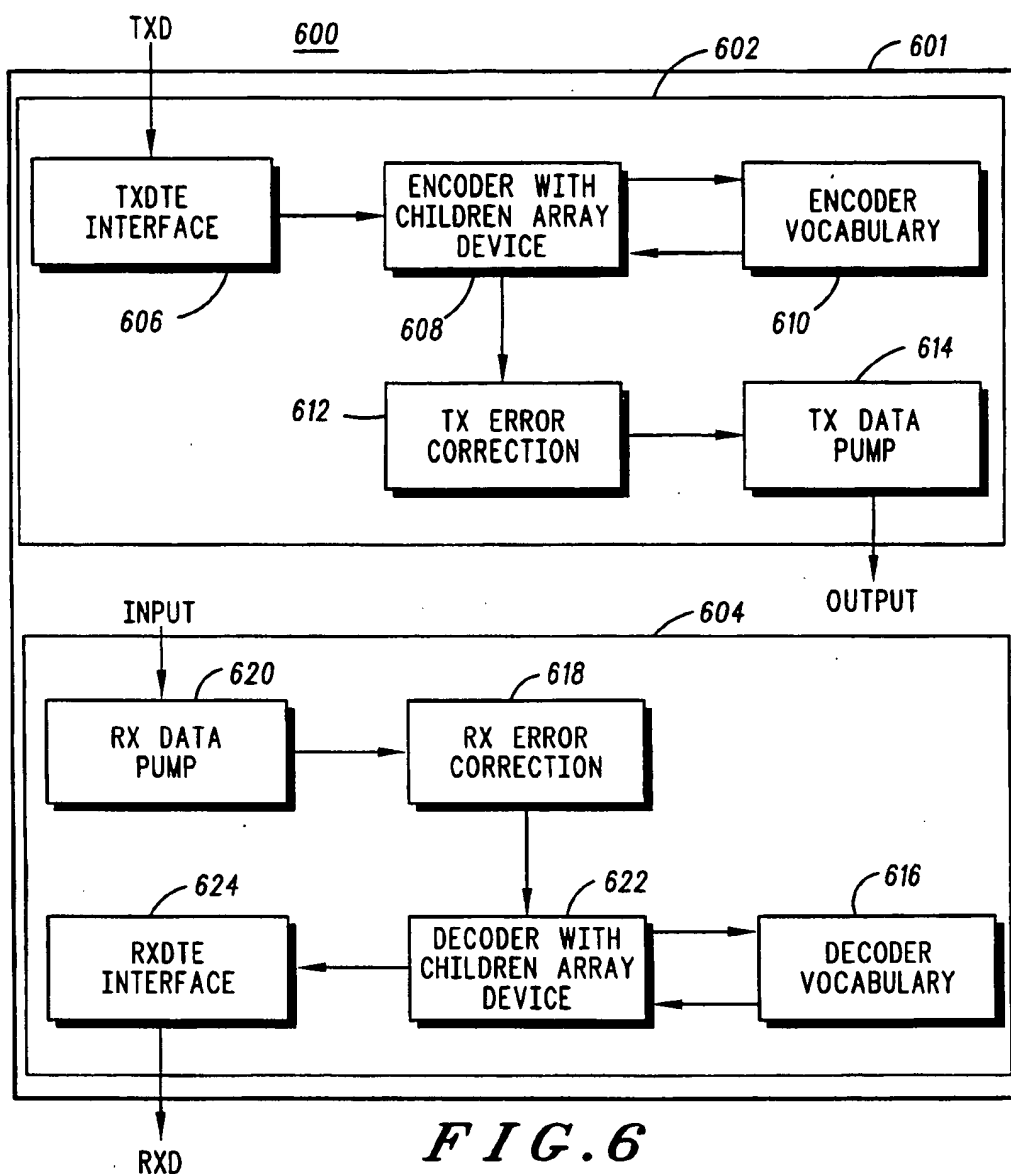 TXD
600
602
601
TXDTE
INTERFACE
606
ENCODER WITH
CHILDREN ARRAY
DEVICE
608
ENCODER
VOCABULARY
610
612
TX ERROR
CORRECTION
614
TX DATA
PUMP
OUTPUT
INPUT
604
620
RX DATA
PUMP
618
RX ERROR
CORRECTION
624
RXDTE
INTERFACE
622
DECODER WITH
CHILDREN ARRAY
DEVICE
616
DECODER
VOCABULARY
RXD
FIG.6